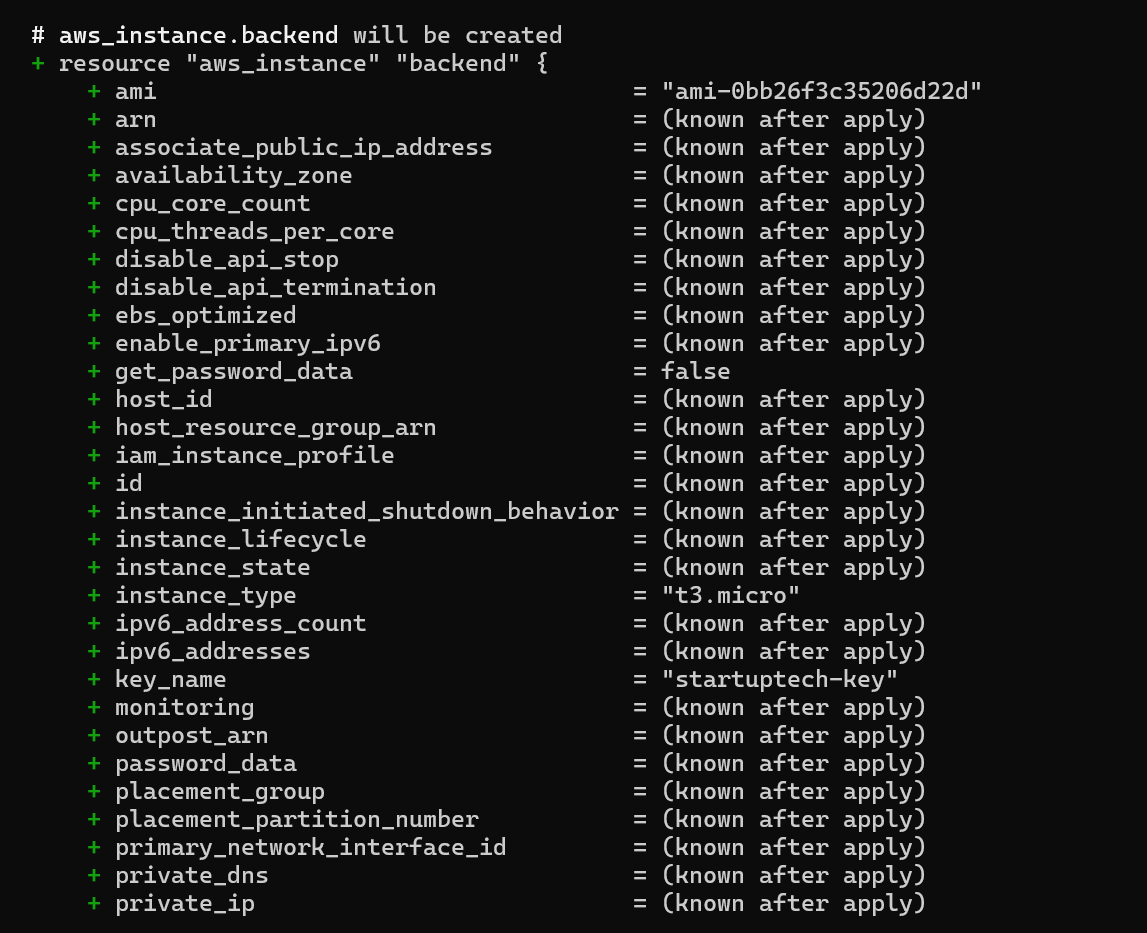 # aws_instance.backend will be created
+ resource "aws_instance" "backend" {
+ ami = "ami-0bb26f3c35206d22d"
+ arn = (known after apply)
+ associate_public_ip_address = (known after apply)
+ availability_zone = (known after apply)
+ cpu_core_count = (known after apply)
+ cpu_threads_per_core = (known after apply)
+ disable_api_stop = (known after apply)
+ disable_api_termination = (known after apply)
+ ebs_optimized = (known after apply)
+ enable_primary_ipv6 = (known after apply)
+ get_password_data = false
+ host_id = (known after apply)
+ host_resource_group_arn = (known after apply)
+ iam_instance_profile = (known after apply)
+ id = (known after apply)
+ instance_initiated_shutdown_behavior = (known after apply)
+ instance_lifecycle = (known after apply)
+ instance_state = (known after apply)
+ instance_type = "t3.micro"
+ ipv6_address_count = (known after apply)
+ ipv6_addresses = (known after apply)
+ key_name = "startuptech-key"
+ monitoring = (known after apply)
+ outpost_arn = (known after apply)
+ password_data = (known after apply)
+ placement_group = (known after apply)
+ placement_partition_number = (known after apply)
+ primary_network_interface_id = (known after apply)
+ private_dns = (known after apply)
+ private_ip = (known after apply)